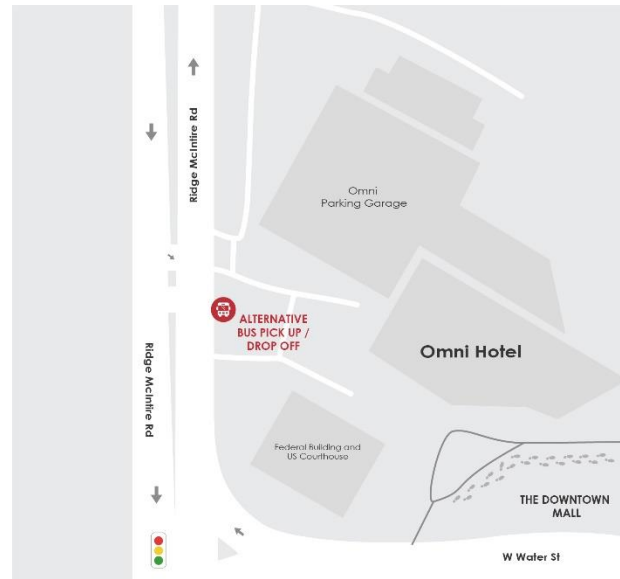 Ridge McIntire Rd
Omni
Parking Garage
ALTERNATIVE
BUS PICK UP /
DROP OFF
Omni Hotel
Ridge McIntire Rd
Federal Building and
US Courthouse
THE DOWNTOWN
MALL
W Water St